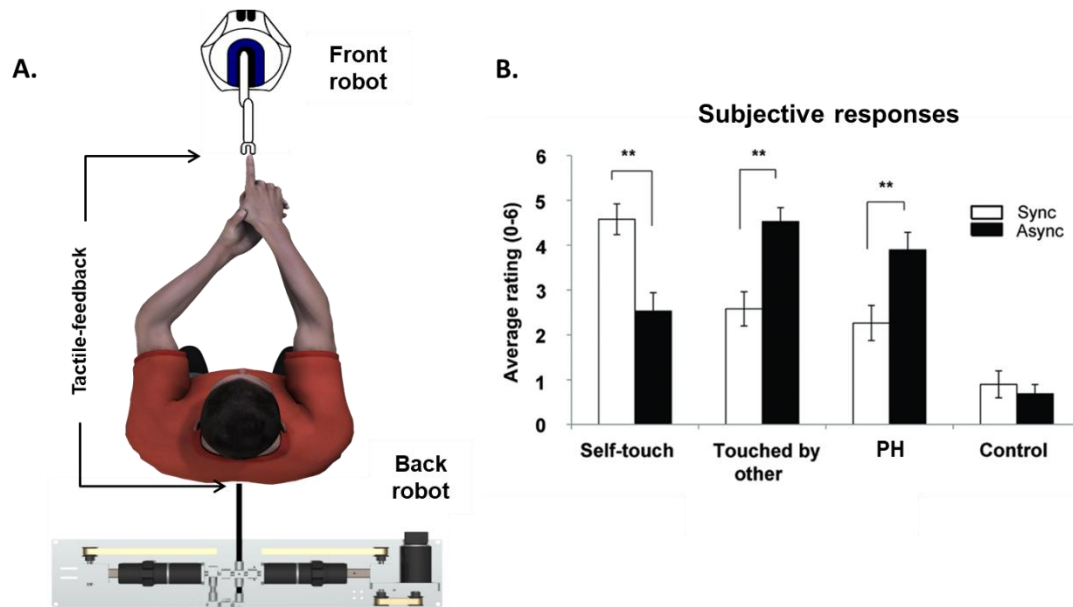 A.
Front
robot
Tactile-feedback
Back
robot
B.
Subjective responses
Average rating (0-6)
6
5
4
3
2
1
0
**
**
**
Sync
Async
Self-touch
Touched by
other
PH
Control